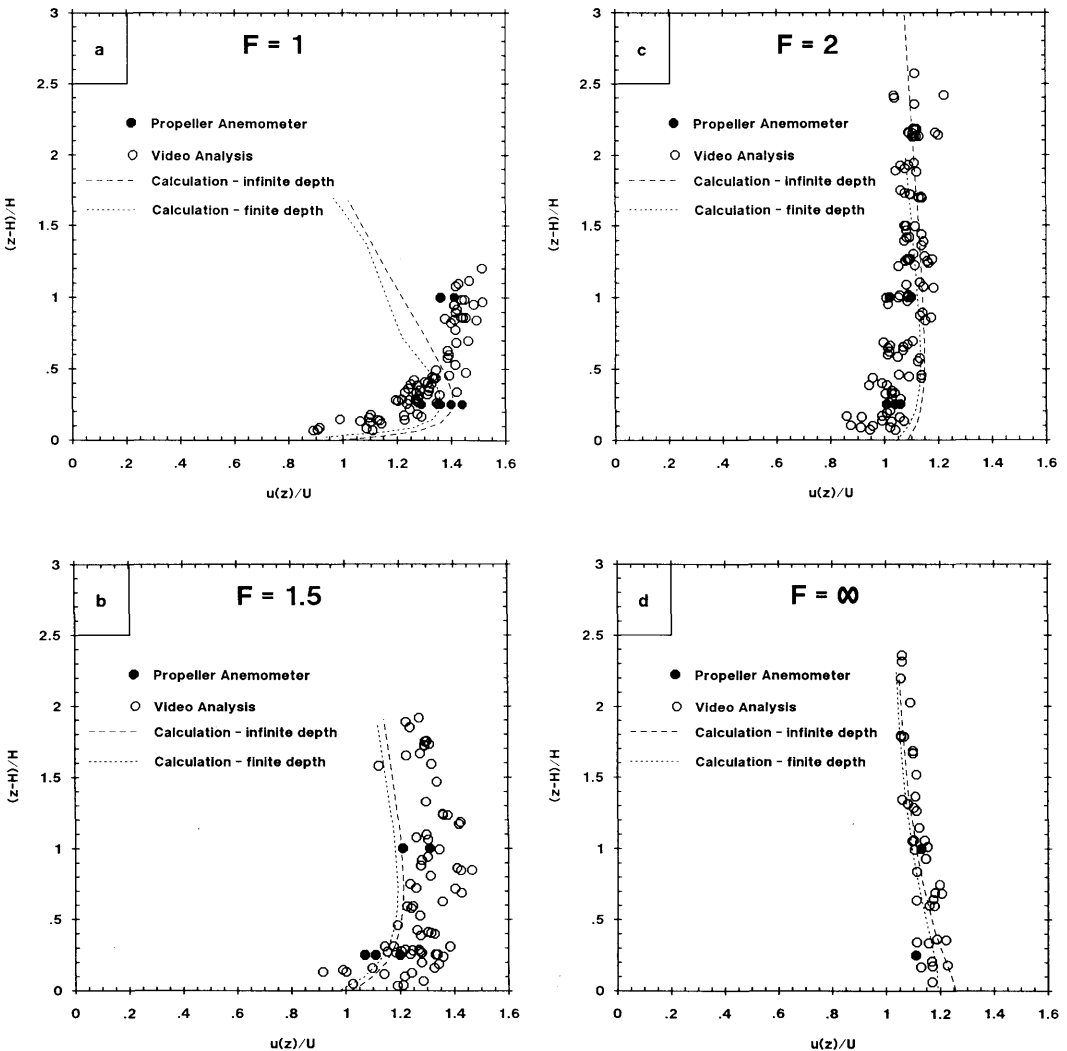 a
F = 1
Propeller Anemometer
Video Analysis
Calculation – infinite depth
Calculation – finite depth
3
2.5
2
1.5
1
.5
0
(z-H)/H
0 .2 .4 .6 .8 1 1.2 1.4 1.6
u(z)/U
c
F = 2
Propeller Anemometer
Video Analysis
Calculation – infinite depth
Calculation – finite depth
3
2.5
2
1.5
1
.5
0
(z-H)/H
0 .2 .4 .6 .8 1 1.2 1.4 1.6
u(z)/U
b
F = 1.5
Propeller Anemometer
Video Analysis
Calculation – infinite depth
Calculation – finite depth
3
2.5
2
1.5
1
.5
0
(z-H)/H
0 .2 .4 .6 .8 1 1.2 1.4 1.6
u(z)/U
d
F = ∞
Propeller Anemometer
Video Analysis
Calculation – infinite depth
Calculation – finite depth
3
2.5
2
1.5
1
.5
0
(z-H)/H
0 .2 .4 .6 .8 1 1.2 1.4 1.6
u(z)/U